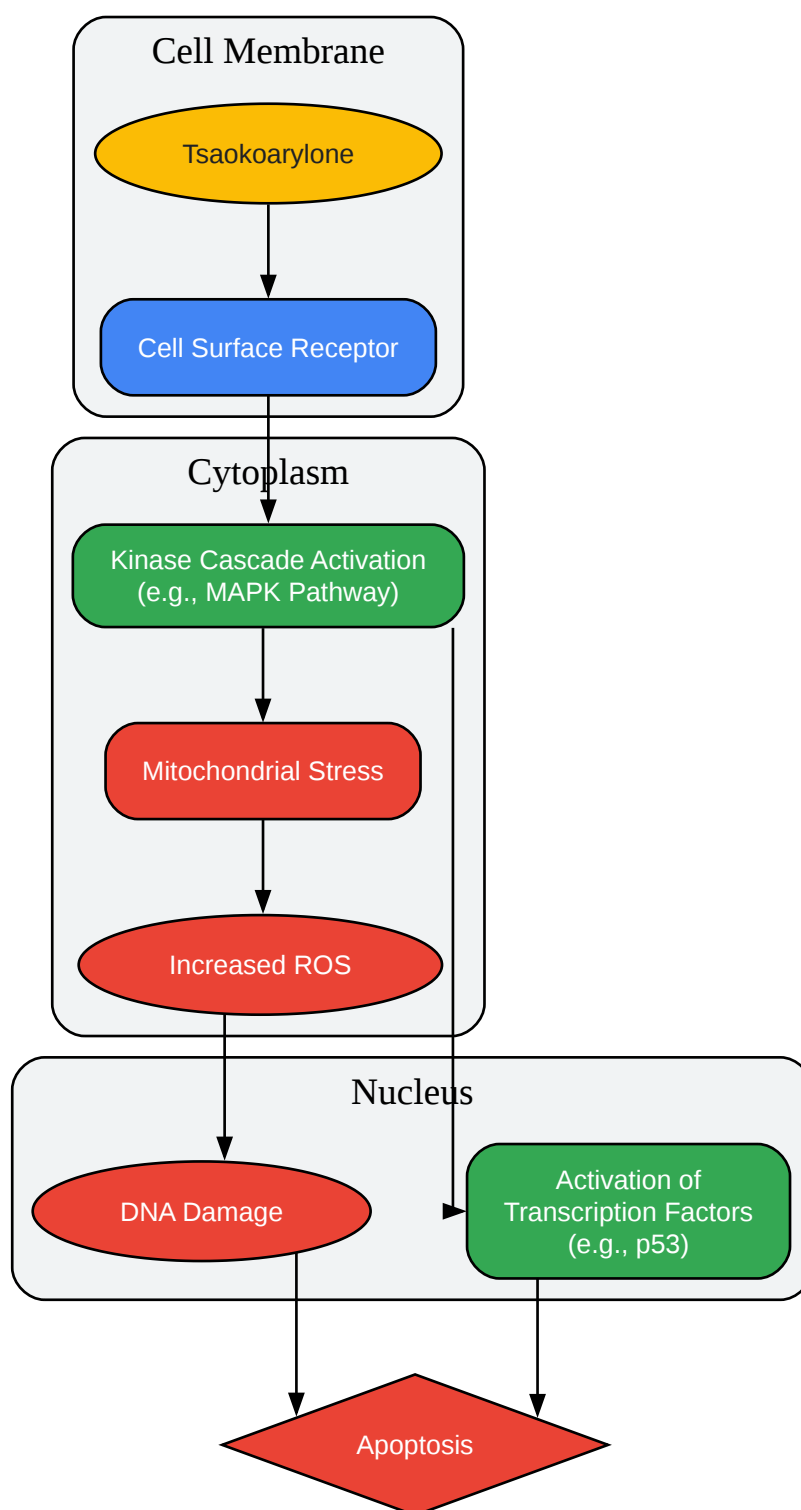 Cell Membrane
Tsaokoarylone
Cell Surface Receptor
Cytoplasm
Kinase Cascade Activation
(e.g., MAPK Pathway)
Mitochondrial Stress
Increased ROS
Nucleus
DNA Damage
Activation of
Transcription Factors
(e.g., p53)
Apoptosis